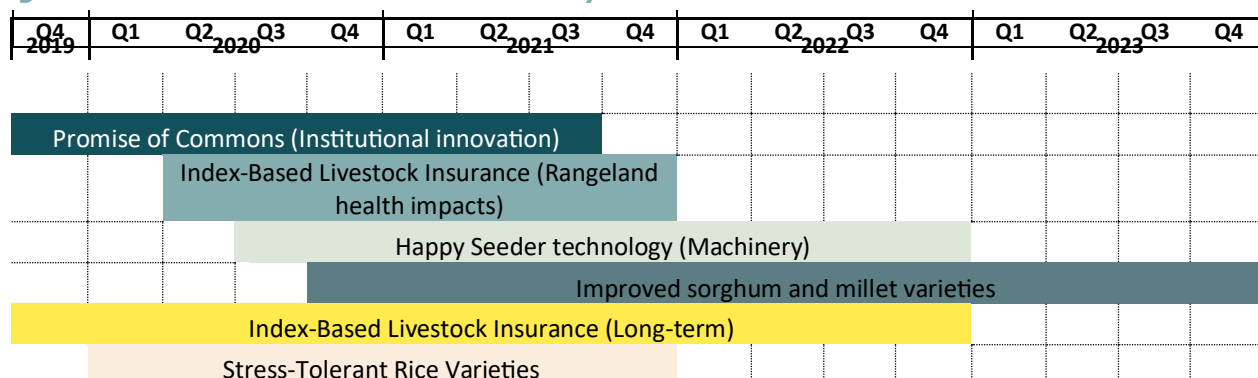 Q4 Q1 Q2 Q3 Q4 Q1 Q2 Q3 Q4 Q1 Q2 Q3 Q4 Q1 Q2 Q3 Q4
2019 2020 2021 2022 2023
Promise of Commons (Institutional innovation)
Index-Based Livestock Insurance (Rangeland
health impacts)
Happy Seeder technology (Machinery)
Improved sorghum and millet varieties
Index-Based Livestock Insurance (Long-term)
Stress-Tolerant Rice Varieties